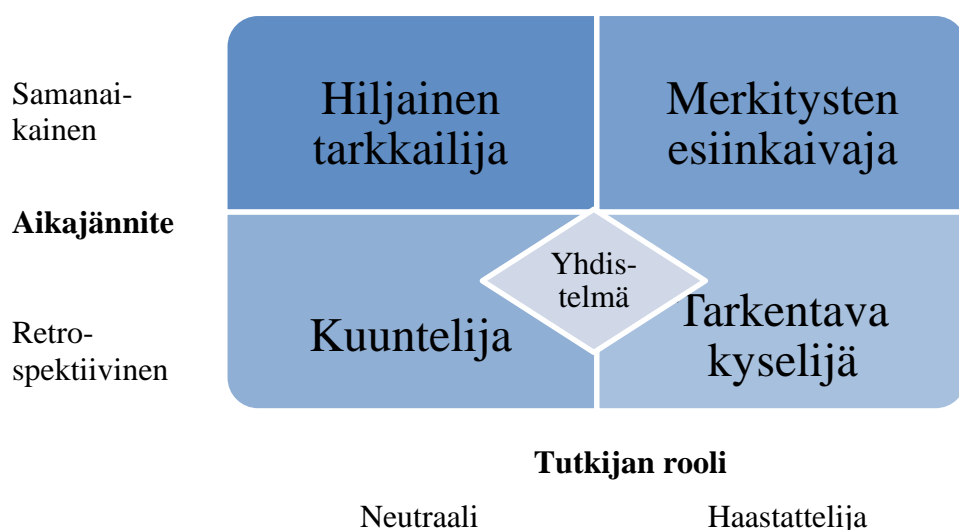 Samanai-
kainen
Hiljainen
tarkkailija
Merkitysten
esiinkaivaja
Aikajännite
Yhdis-
telmä
Retro-
spektiivinen
Kuuntelija
Tarkentava
kyselijä
Tutkijan rooli
Neutraali
Haastattelija